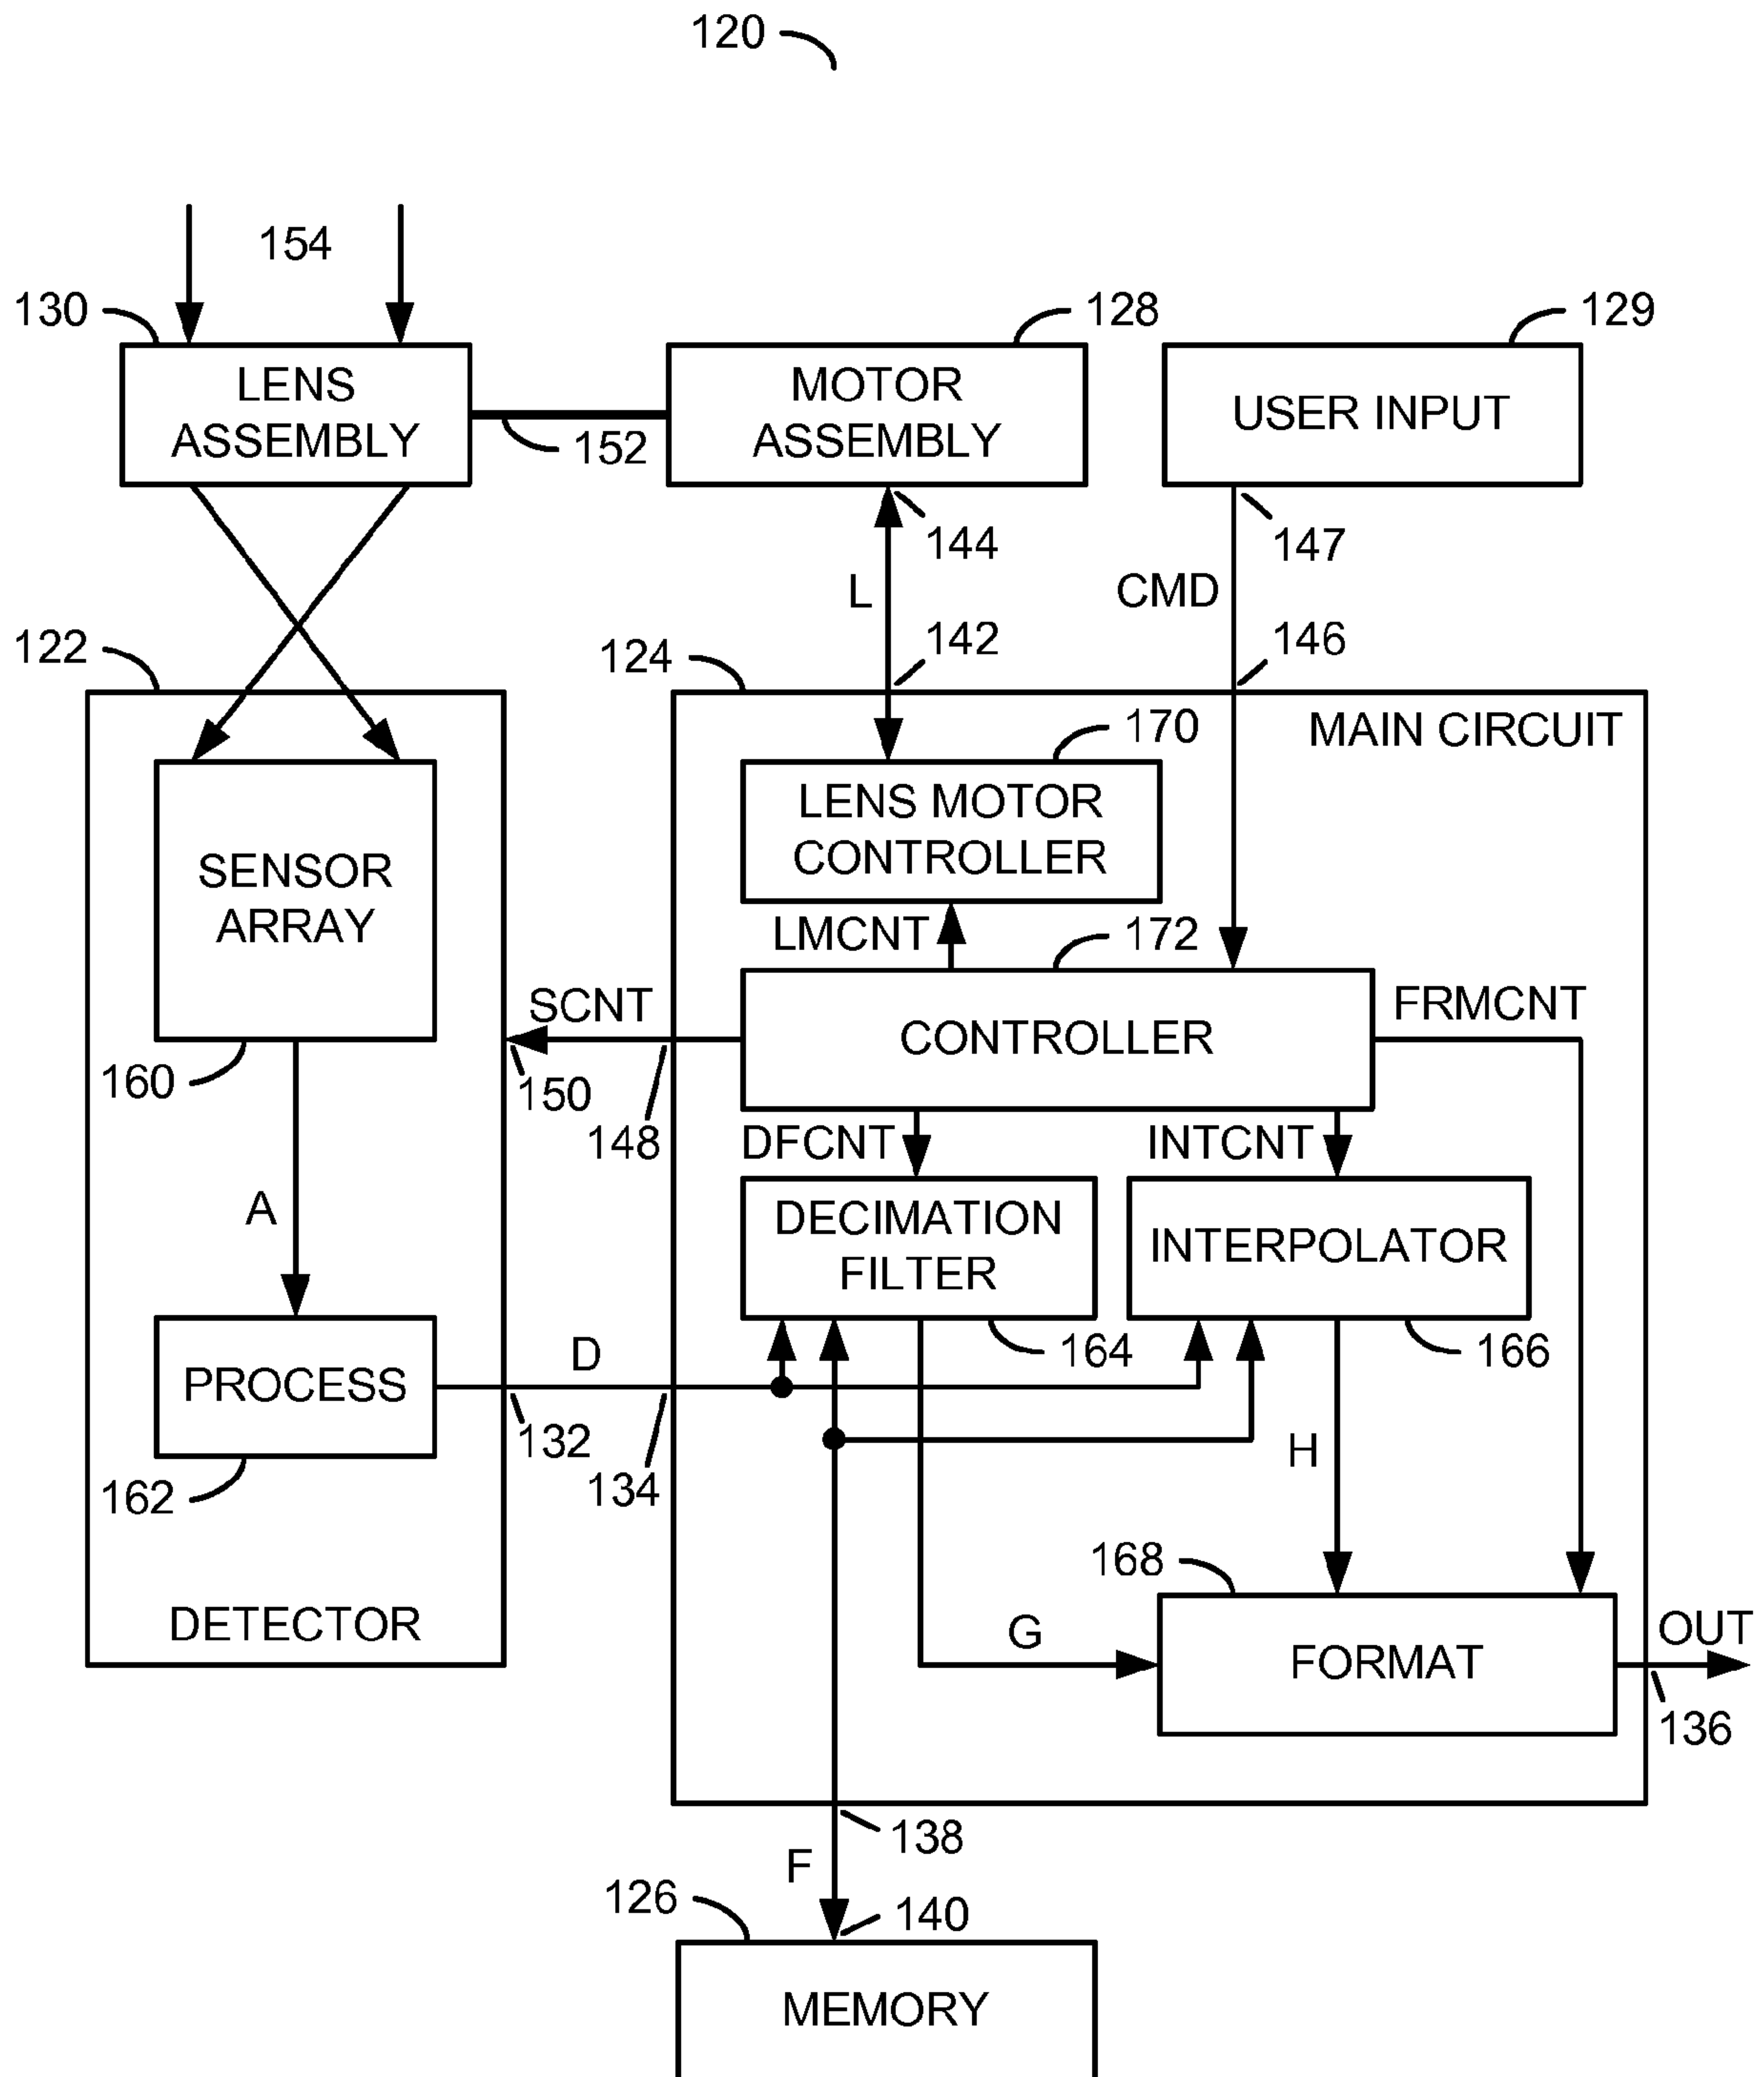 120
154
130
128
129
LENS
ASSEMBLY
MOTOR
ASSEMBLY
USER INPUT
152
144
147
L
CMD
122
124
142
146
MAIN CIRCUIT
170
LENS MOTOR
CONTROLLER
SENSOR
ARRAY
LMCNT
172
SCNT
CONTROLLER
FRMCNT
160
150
148
DFCNT
INTCNT
A
DECIMATION
FILTER
INTERPOLATOR
D
164
166
PROCESS
132
134
162
H
168
DETECTOR
G
FORMAT
OUT
136
138
F
126
140
MEMORY